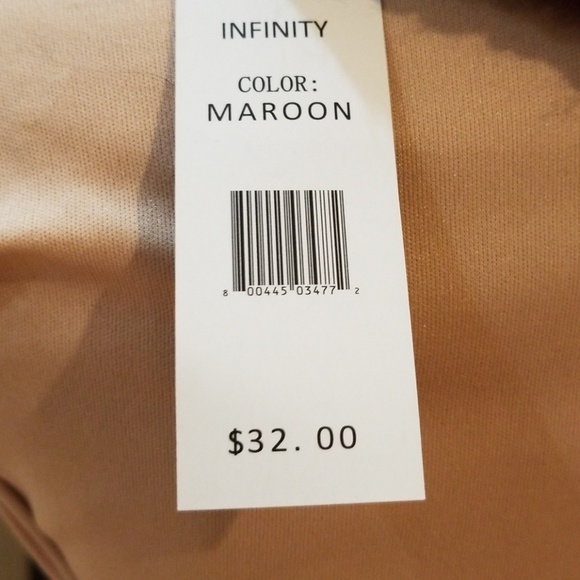 INFINITY
COLOR:
MAROON
8 00445 03477 2
$32.00